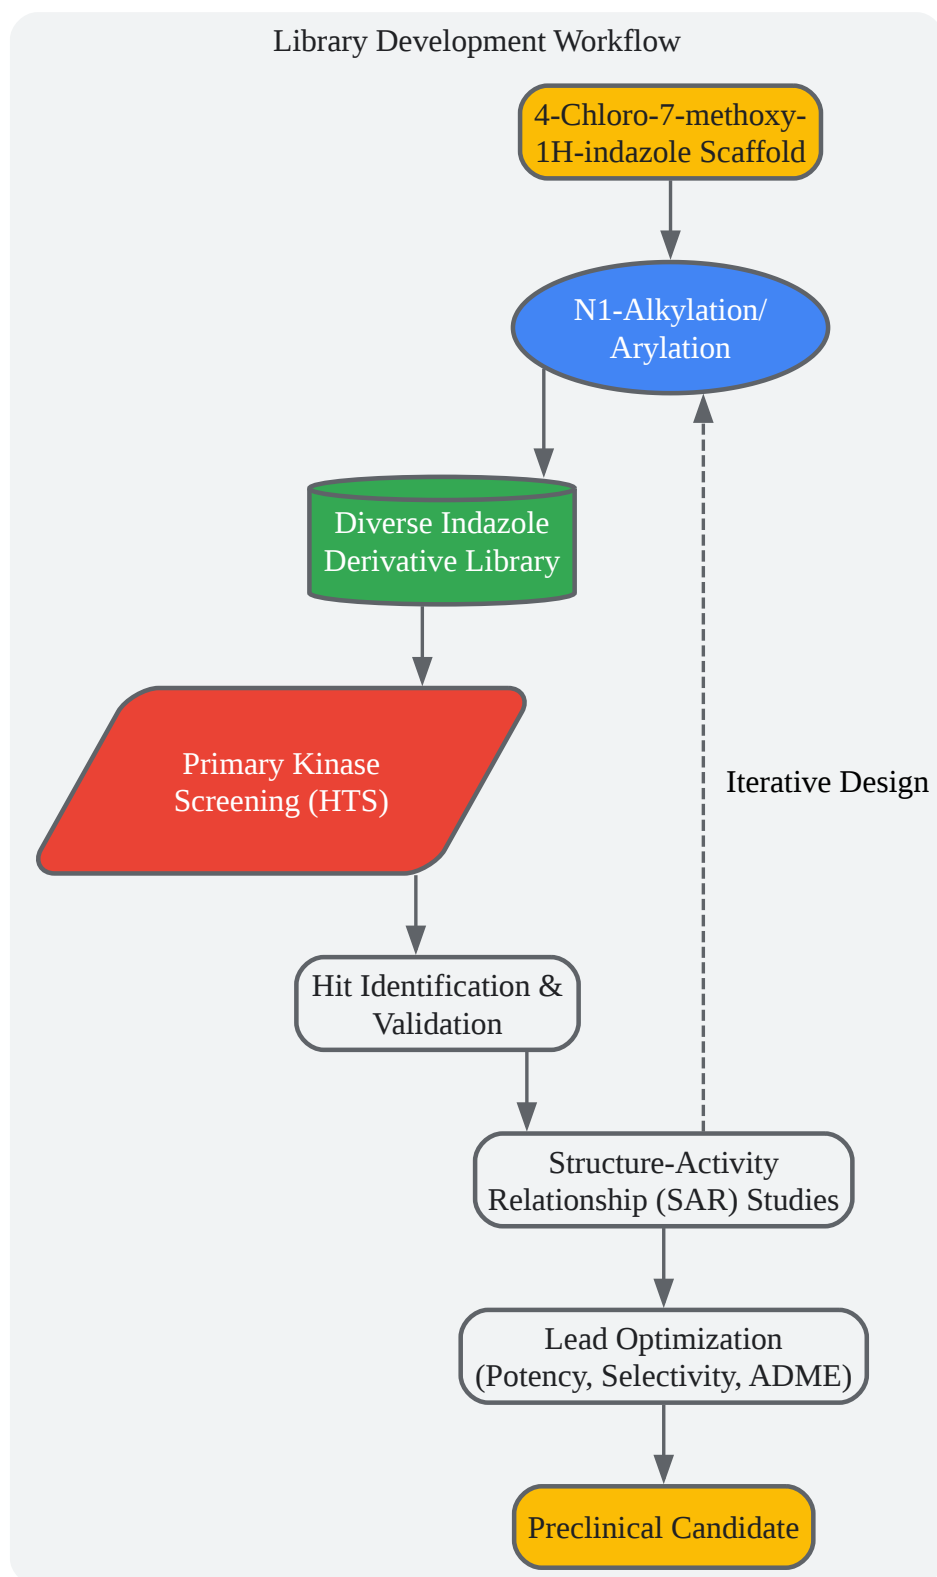 Library Development Workflow
4-Chloro-7-methoxy-
1H-indazole Scaffold
N1-Alkylation/
Arylation
Diverse Indazole
Derivative Library
Primary Kinase
Screening (HTS)
Iterative Design
Hit Identification &
Validation
Structure-Activity
Relationship (SAR) Studies
Lead Optimization
(Potency, Selectivity, ADME)
Preclinical Candidate